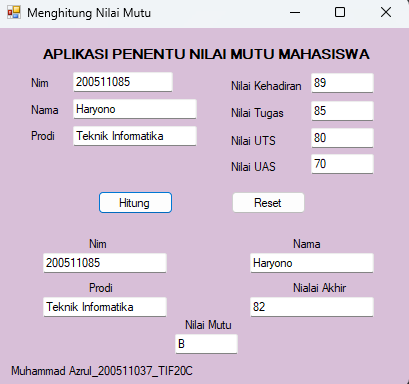 Menghitung Nilai Mutu
APLIKASI PENENTU NILAI MUTU MAHASISWA
Nim 200511085
Nama Haryono
Prodi Teknik Informatika
Nilai Kehadiran 89
Nilai Tugas 85
Nilai UTS 80
Nilai UAS 70
Hitung Reset
Nim Nama
200511085 Haryono
Prodi Nialai Akhir
Teknik Informatika 82
Nilai Mutu
B
Muhammad Azrul_200511037_TIF20C